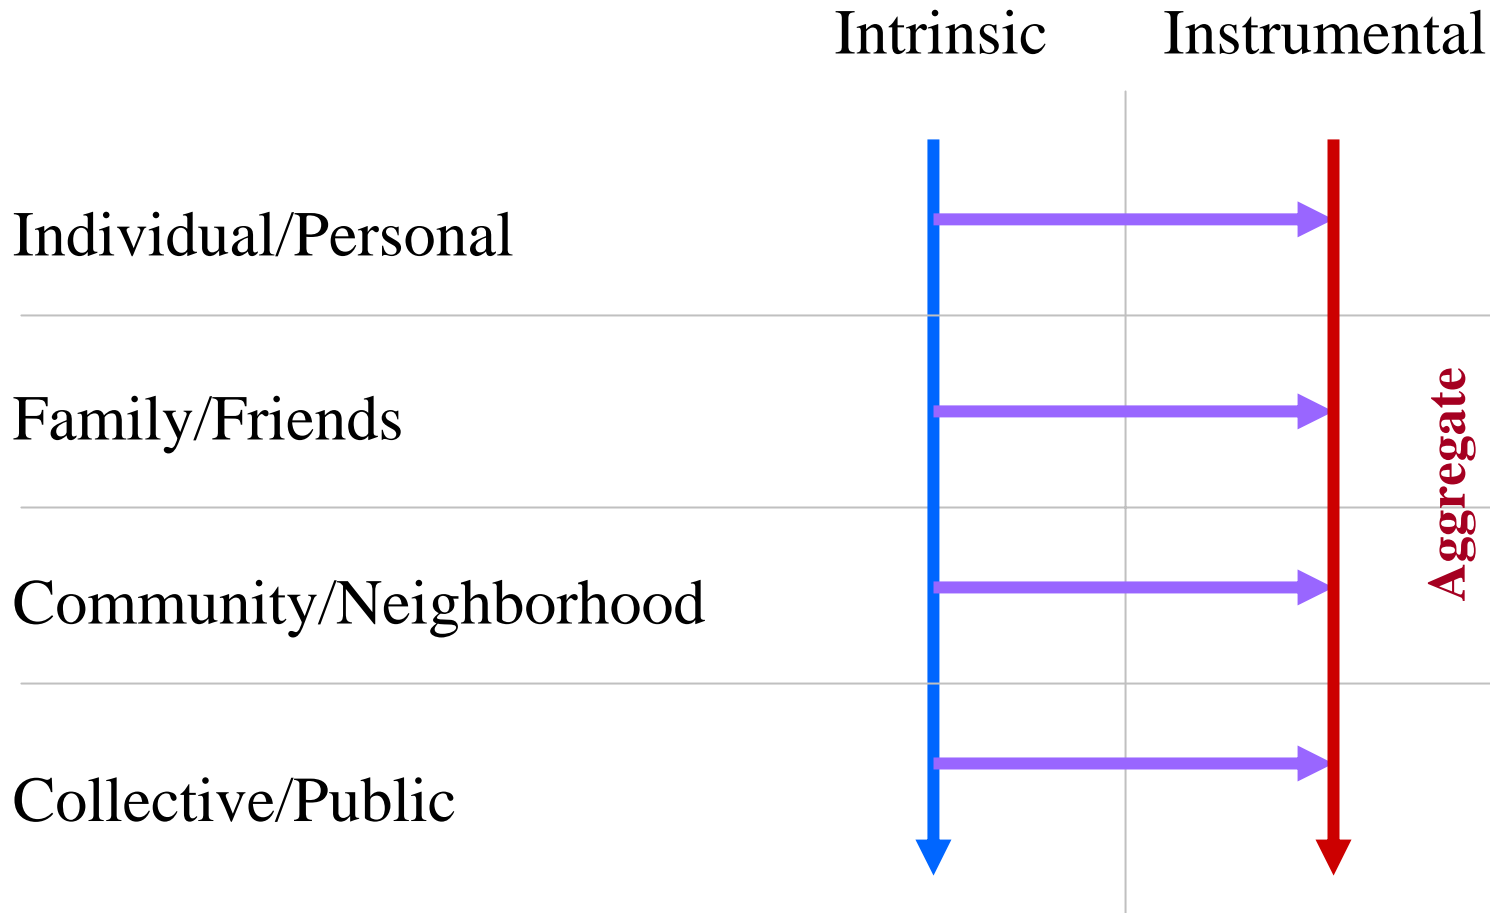 Intrinsic Instrumental
Individual/Personal
Family/Friends
Aggregate
Community/Neighborhood
Collective/Public